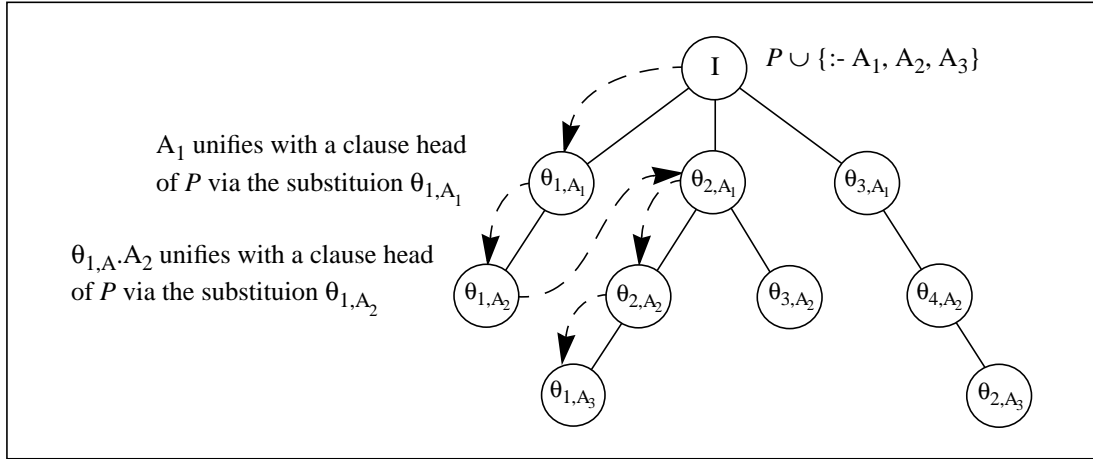 I
P ∪ {:- A₁, A₂, A₃}
A₁ unifies with a clause head
of P via the substituion θ₁,A₁
θ₁,A₁
θ₂,A₁
θ₃,A₁
θ₁,A.A₂ unifies with a clause head
of P via the substituion θ₁,A₂
θ₁,A₂
θ₂,A₂
θ₃,A₂
θ₄,A₂
θ₁,A₃
θ₂,A₃